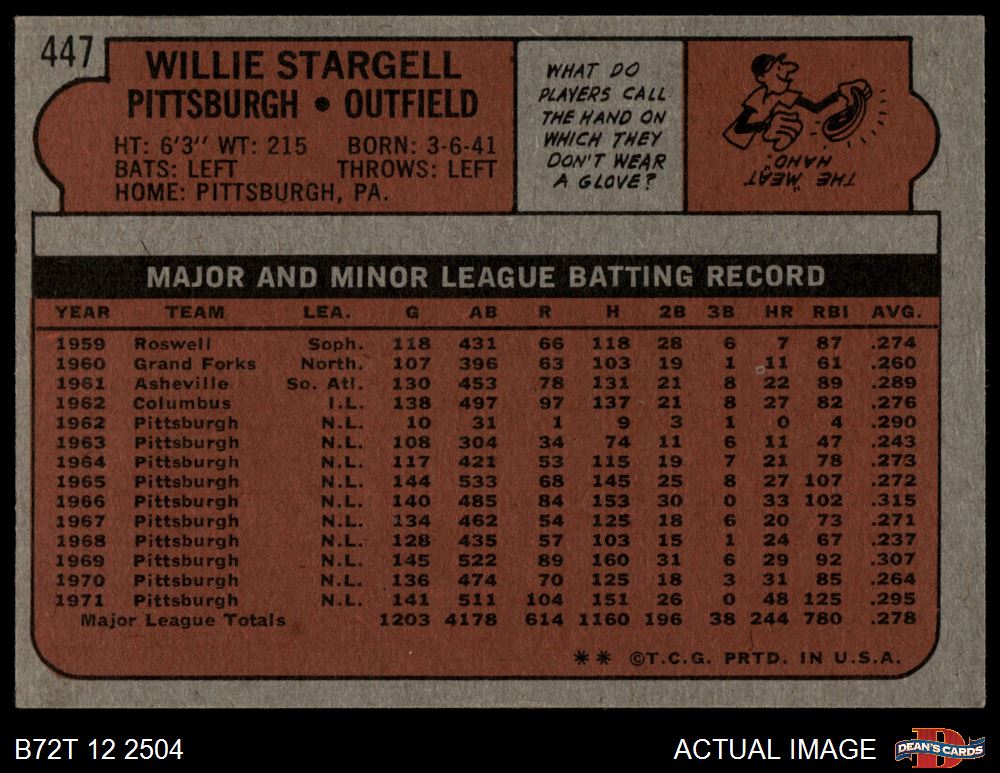 447
WILLIE STARGELL
PITTSBURGH • OUTFIELD
HT: 6'3" WT: 215 BORN: 3-6-41
BATS: LEFT THROWS: LEFT
HOME: PITTSBURGH, PA.
WHAT DO
PLAYERS CALL
THE HAND ON
WHICH THEY
DON'T WEAR
A GLOVE?
THE "MEAT
HAND"
MAJOR AND MINOR LEAGUE BATTING RECORD
YEAR TEAM LEA. G AB R H 2B 3B HR RBI AVG.
1959 Roswell Soph. 118 431 66 118 28 6 7 87 .274
1960 Grand Forks North. 107 396 63 103 19 1 11 61 .260
1961 Asheville So. Atl. 130 453 78 131 21 8 22 89 .289
1962 Columbus I.L. 138 497 97 137 21 8 27 82 .276
1962 Pittsburgh N.L. 10 31 1 9 3 1 0 4 .290
1963 Pittsburgh N.L. 108 304 34 74 11 6 11 47 .243
1964 Pittsburgh N.L. 117 421 53 115 19 7 21 78 .273
1965 Pittsburgh N.L. 144 533 68 145 25 8 27 107 .272
1966 Pittsburgh N.L. 140 485 84 153 30 0 33 102 .315
1967 Pittsburgh N.L. 134 462 54 125 18 6 20 73 .271
1968 Pittsburgh N.L. 128 435 57 103 15 1 24 67 .237
1969 Pittsburgh N.L. 145 522 89 160 31 6 29 92 .307
1970 Pittsburgh N.L. 136 474 70 125 18 3 31 85 .264
1971 Pittsburgh N.L. 141 511 104 151 26 0 48 125 .295
Major League Totals 1203 4178 614 1160 196 38 244 780 .278
** ©T.C.G. PRTD. IN U.S.A.
B72T 12 2504
ACTUAL IMAGE
D
DEAN'S CARDS